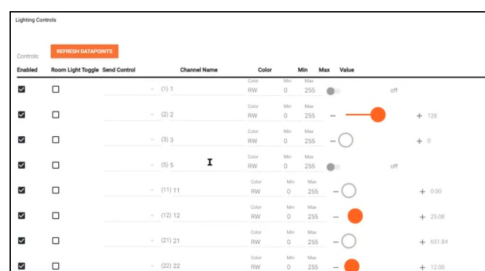 Lighting Controls
Controls REFRESH DATAPOINTS
Enabled Room Light Toggle Send Control Channel Name Color Min Max Value
(1) 1 Color RW Min 0 Max 255 off
(2) 2 Color RW Min 0 Max 255 − + 128
(3) 3 Color RW Min 0 Max 255 − + 0
(5) 5 Color RW Min 0 Max 255 off
(11) 11 Color RW Min 0 Max 255 − + 0.00
(12) 12 Color RW Min 0 Max 255 − + 23.08
(21) 21 Color RW Min 0 Max 255 − + 651.84
(22) 22 Color RW Min 0 Max 255 − + 12.00